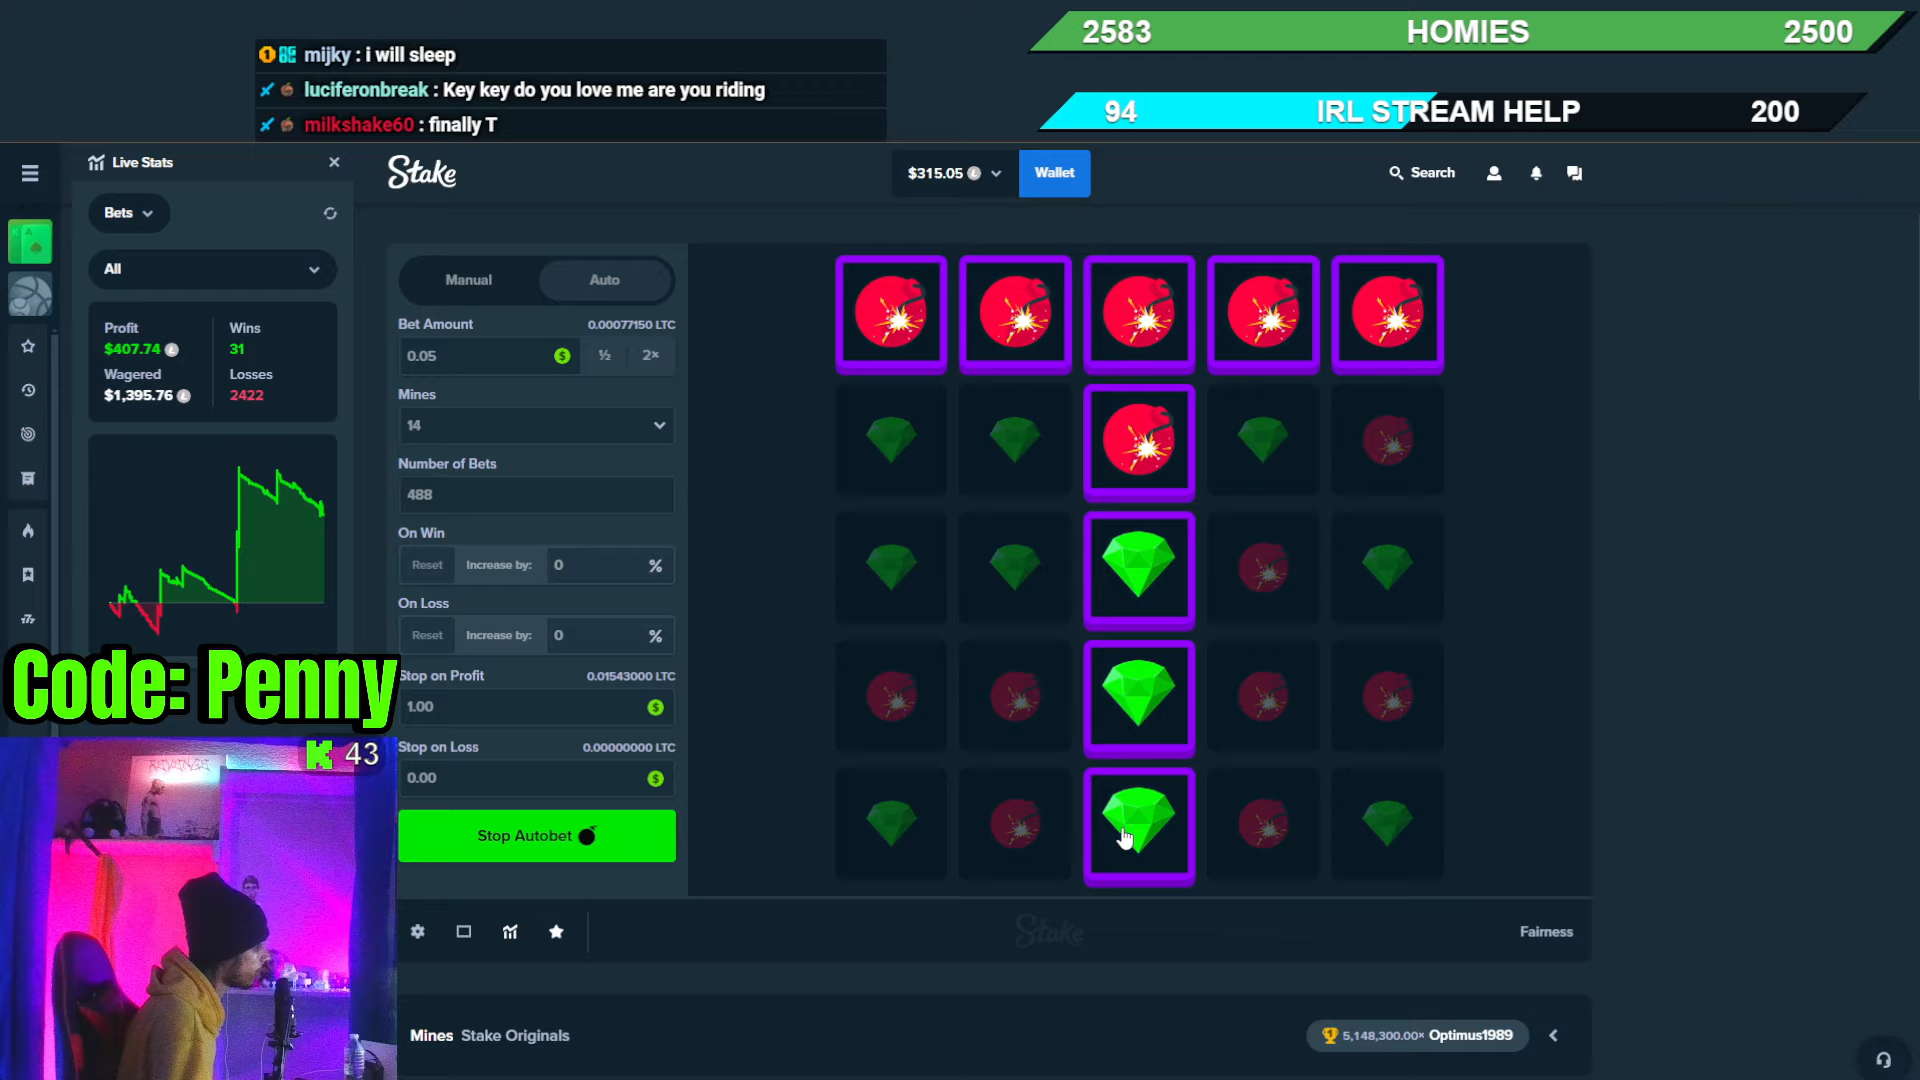 2583 HOMIES 2500
mijky : i will sleep
luciferonbreak : Key key do you love me are you riding
milkshake60 : finally T
94 IRL STREAM HELP 200
Live Stats
Stake
$315.05
Wallet
Search
Bets
All
Profit
$407.74
Wins
31
Wagered
$1,395.76
Losses
2422
Manual Auto
Bet Amount 0.00077150 LTC
0.05 ½ 2×
Mines
14
Number of Bets
488
On Win
Reset Increase by: 0 %
On Loss
Reset Increase by: 0 %
Stop on Profit 0.01543000 LTC
1.00
Stop on Loss 0.00000000 LTC
0.00
Stop Autobet
Code: Penny
K 43
Stake
Fairness
Mines Stake Originals
5,148,300.00× Optimus1989